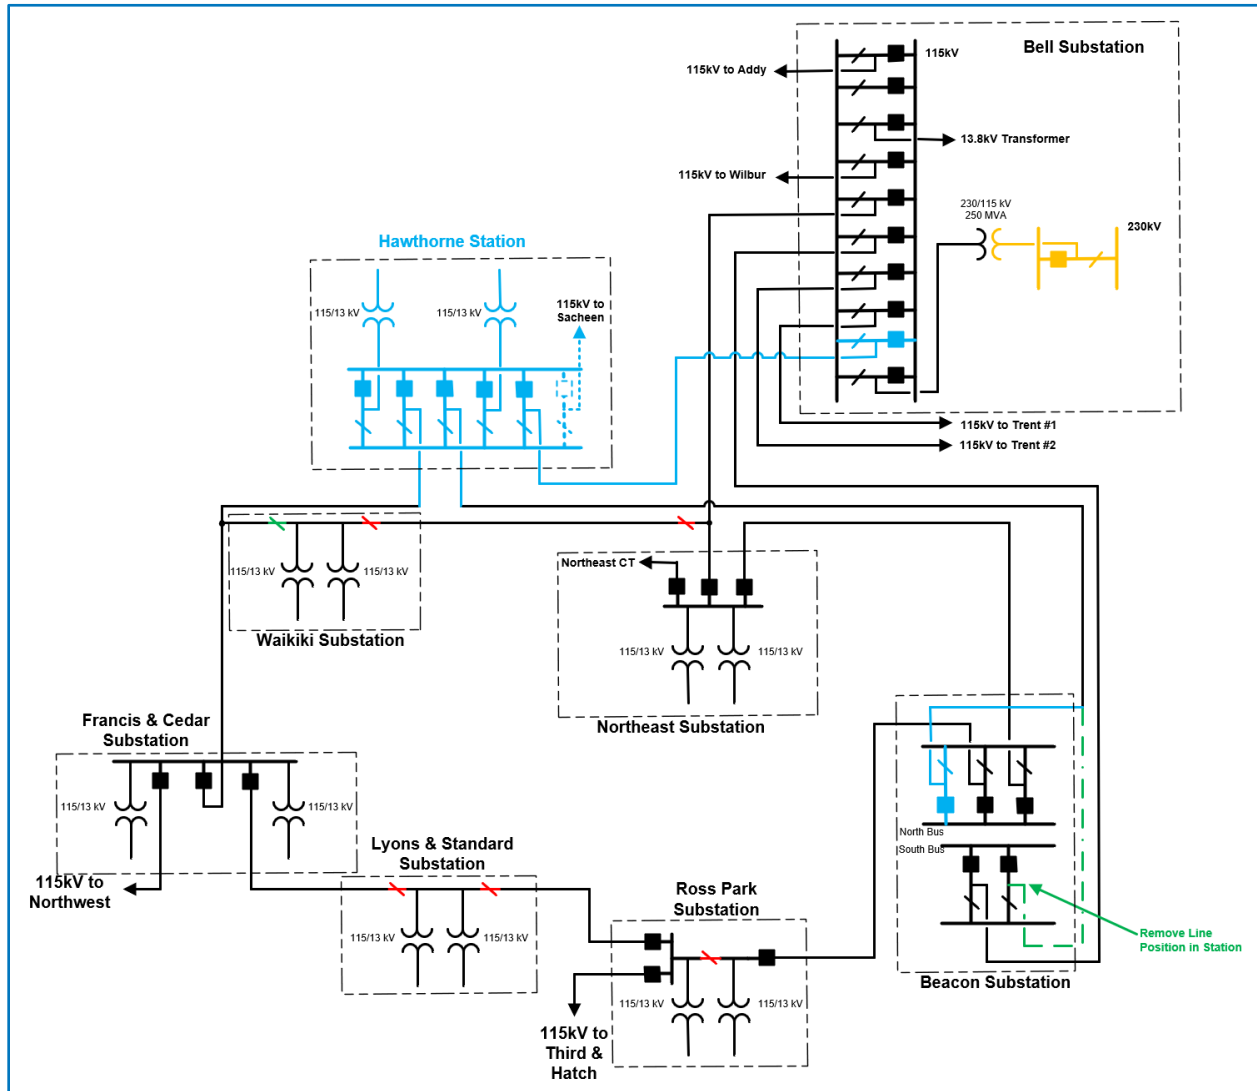 Bell Substation
115kV
115kV to Addy
13.8kV Transformer
115kV to Wilbur
230/115 kV
250 MVA
230kV
Hawthorne Station
115/13 kV
115/13 kV
115kV to
Sacheen
115kV to Trent #1
115kV to Trent #2
115/13 kV
115/13 kV
Waikiki Substation
Northeast CT
115/13 kV
115/13 kV
Northeast Substation
Francis & Cedar
Substation
115/13 kV
115/13 kV
115kV to
Northwest
Lyons & Standard
Substation
115/13 kV
115/13 kV
Ross Park
Substation
115/13 kV
115/13 kV
115kV to
Third &
Hatch
North Bus
South Bus
Remove Line
Position in Station
Beacon Substation